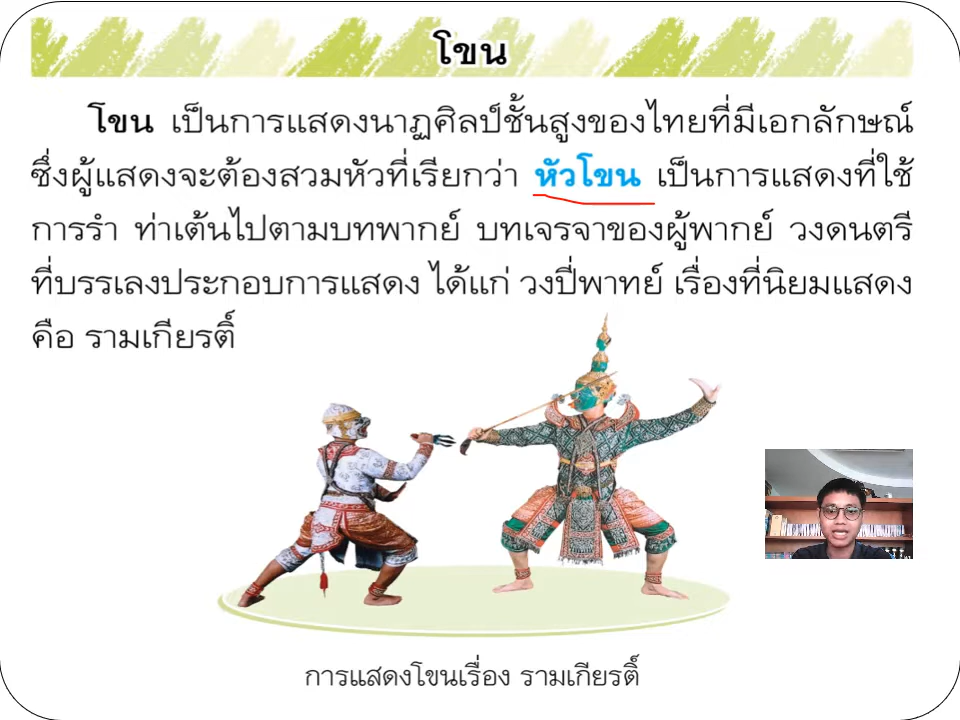 โขน
โขน เป็นการแสดงนาฏศิลป์ชั้นสูงของไทยที่มีเอกลักษณ์
ซึ่งผู้แสดงจะต้องสวมหัวที่เรียกว่า หัวโขน เป็นการแสดงที่ใช้
การรำ ท่าเต้นไปตามบทพากย์ บทเจรจาของผู้พากย์ วงดนตรี
ที่บรรเลงประกอบการแสดง ได้แก่ วงปี่พาทย์ เรื่องที่นิยมแสดง
คือ รามเกียรติ์
การแสดงโขนเรื่อง รามเกียรติ์